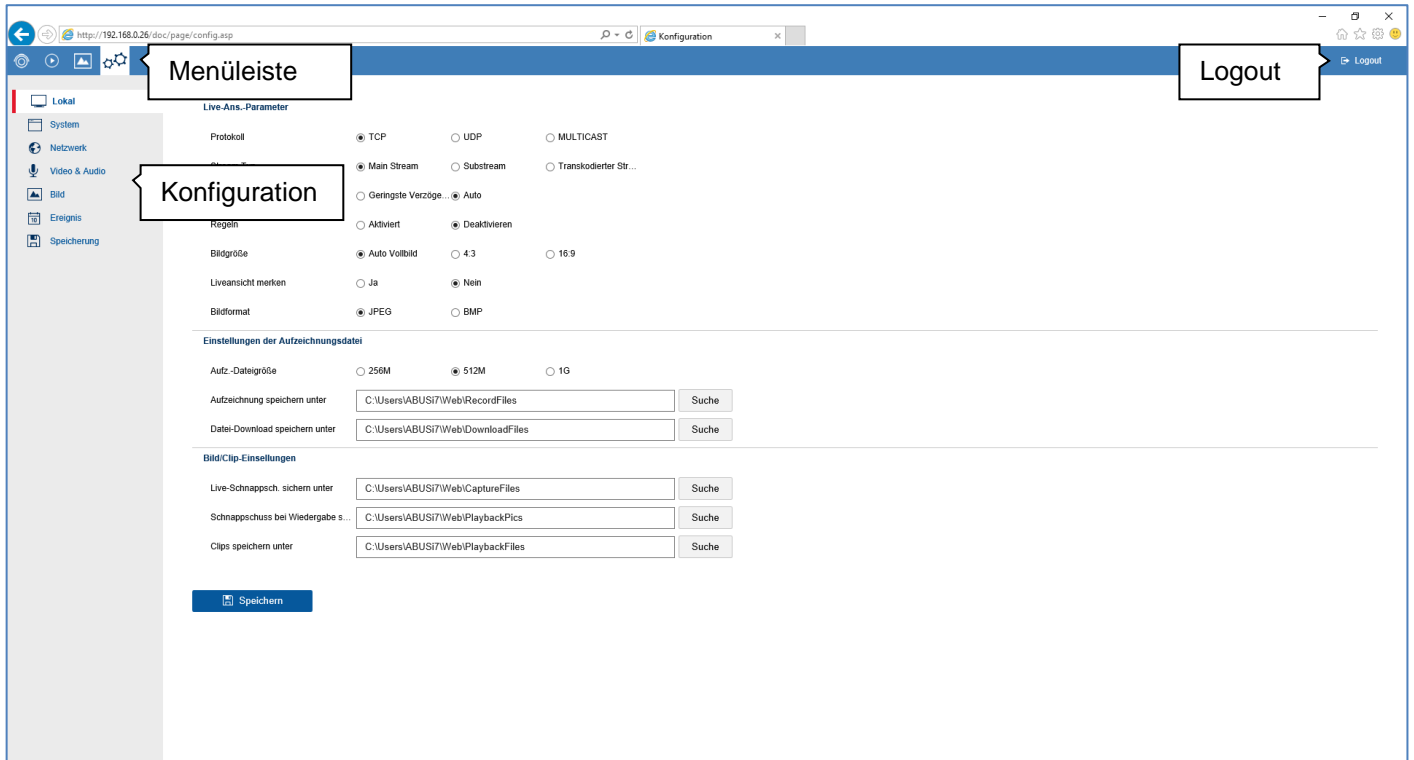 http://192.168.0.26/doc/page/config.asp
Konfiguration
Menüleiste
Logout
Logout
Lokal
System
Netzwerk
Video & Audio
Bild
Ereignis
Speicherung
Konfiguration
Live-Ans.-Parameter
Protokoll TCP UDP MULTICAST
Main Stream Substream Transkodierter Str...
Geringste Verzöge... Auto
Regeln Aktiviert Deaktivieren
Bildgröße Auto Vollbild 4:3 16:9
Liveansicht merken Ja Nein
Bildformat JPEG BMP
Einstellungen der Aufzeichnungsdatei
Aufz.-Dateigröße 256M 512M 1G
Aufzeichnung speichern unter C:\Users\ABUSi7\Web\RecordFiles Suche
Datei-Download speichern unter C:\Users\ABUSi7\Web\DownloadFiles Suche
Bild/Clip-Einsellungen
Live-Schnappsch. sichern unter C:\Users\ABUSi7\Web\CaptureFiles Suche
Schnappschuss bei Wiedergabe s... C:\Users\ABUSi7\Web\PlaybackPics Suche
Clips speichern unter C:\Users\ABUSi7\Web\PlaybackFiles Suche
Speichern